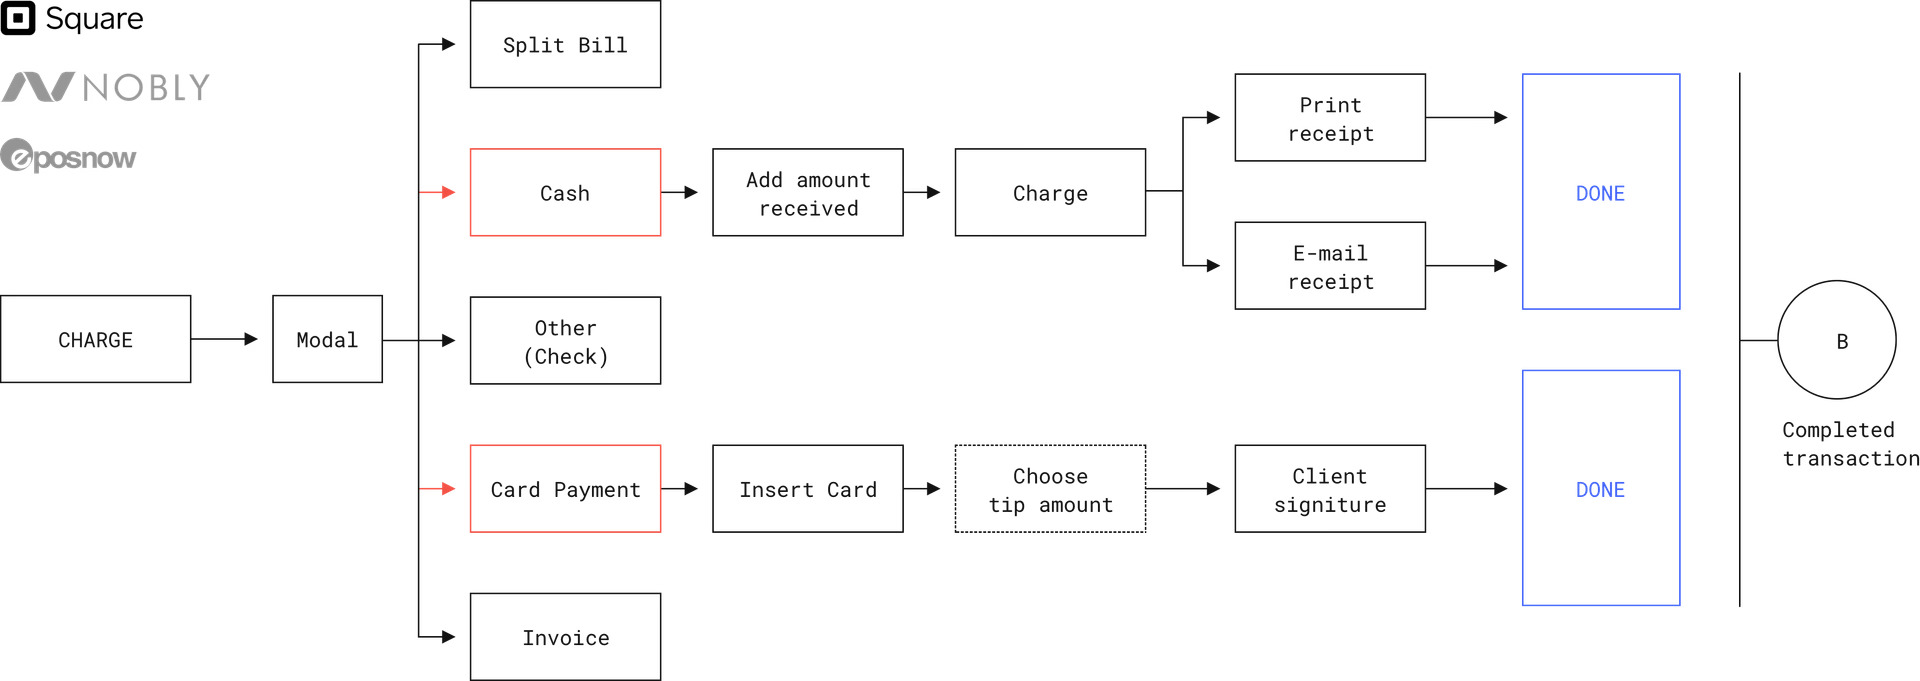 Square
NOBLY
eposnow
CHARGE
Modal
Split Bill
Cash
Add amount
received
Charge
Print
receipt
E-mail
receipt
DONE
Other
(Check)
Card Payment
Insert Card
Choose
tip amount
Client
signiture
DONE
Invoice
B
Completed
transaction